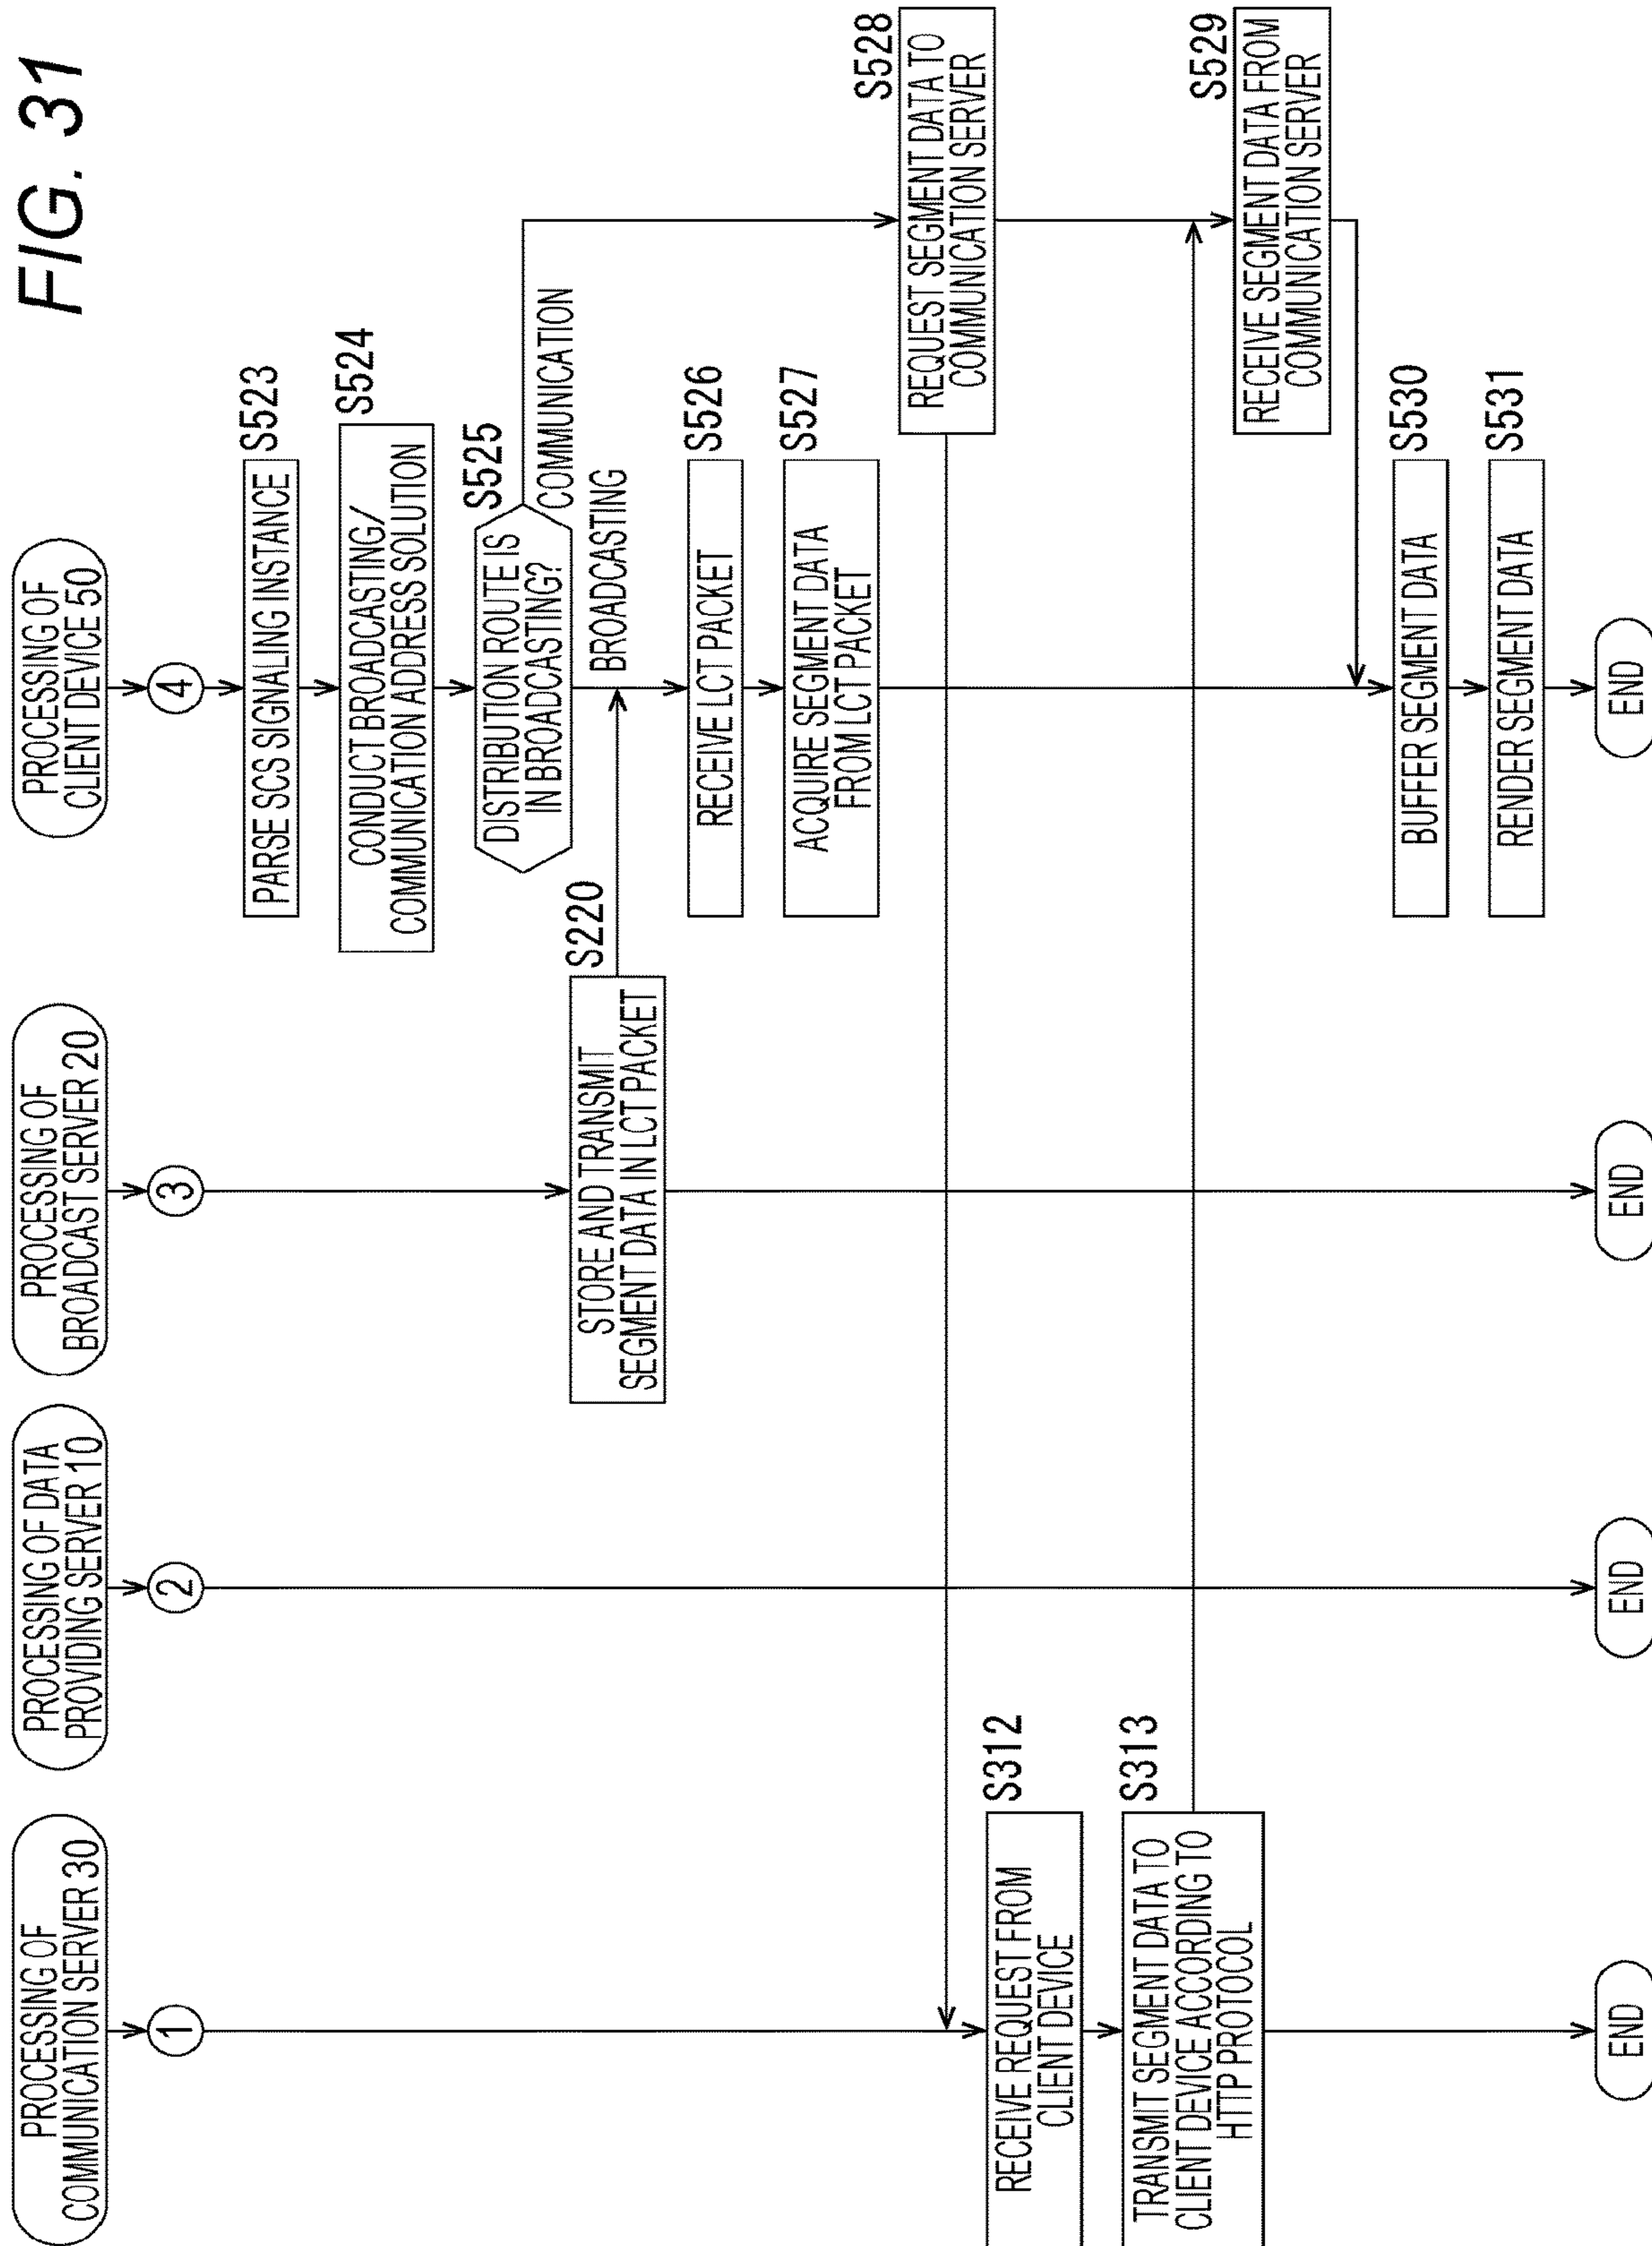 FIG. 31
PROCESSING OF
COMMUNICATION SERVER 30
1
RECEIVE REQUEST FROM
CLIENT DEVICE
S312
TRANSMIT SEGMENT DATA TO
CLIENT DEVICE ACCORDING TO
HTTP PROTOCOL
S313
END
PROCESSING OF DATA
PROVIDING SERVER 10
2
END
PROCESSING OF
BROADCAST SERVER 20
3
STORE AND TRANSMIT
SEGMENT DATA IN LCT PACKET
S220
END
PROCESSING OF
CLIENT DEVICE 50
4
PARSE SCS SIGNALING INSTANCE
S523
CONDUCT BROADCASTING/
COMMUNICATION ADDRESS SOLUTION
S524
DISTRIBUTION ROUTE IS
IN BROADCASTING?
S525
COMMUNICATION
BROADCASTING
RECEIVE LCT PACKET
S526
ACQUIRE SEGMENT DATA
FROM LCT PACKET
S527
REQUEST SEGMENT DATA TO
COMMUNICATION SERVER
S528
RECEIVE SEGMENT DATA FROM
COMMUNICATION SERVER
S529
BUFFER SEGMENT DATA
S530
RENDER SEGMENT DATA
S531
END